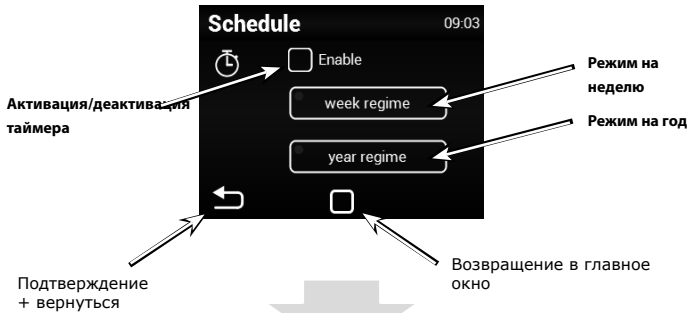 Schedule 09:03
Enable
Режим на
неделю
Активация/деактивация
таймера
week regime
Режим на год
year regime
Подтверждение
+ вернуться
Возвращение в главное
окно